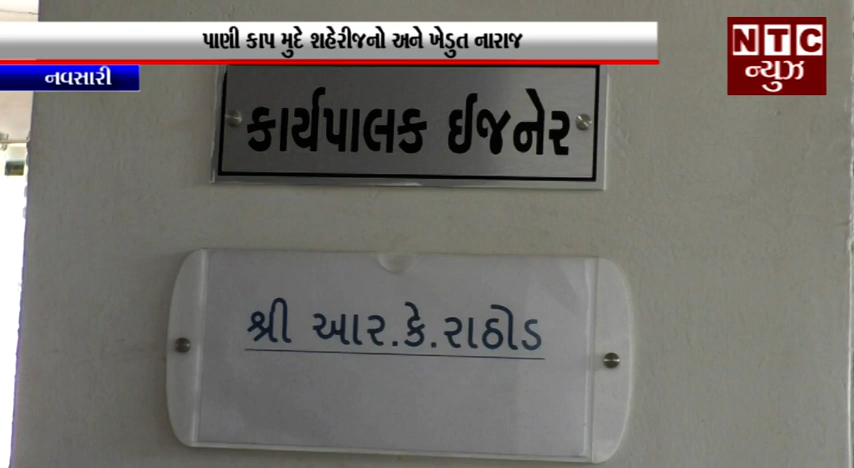 પાણી કાપ મુદે શહેરીજનો અને ખેડુત નારાજ
NTC
ન્યુઝ
નવસારી
કાર્યપાલક ઈજનેર
શ્રી આર.કે.રાઠોડ